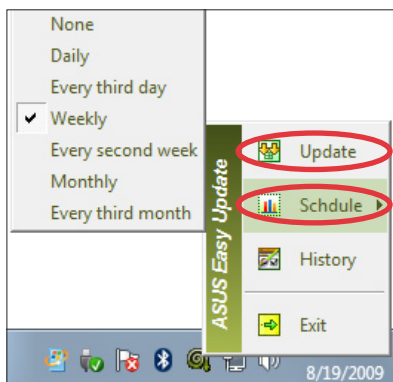 None
Daily
Every third day
Weekly
Every second week
Monthly
Every third month
ASUS Easy Update
Update
Schdule
History
Exit
8/19/2009